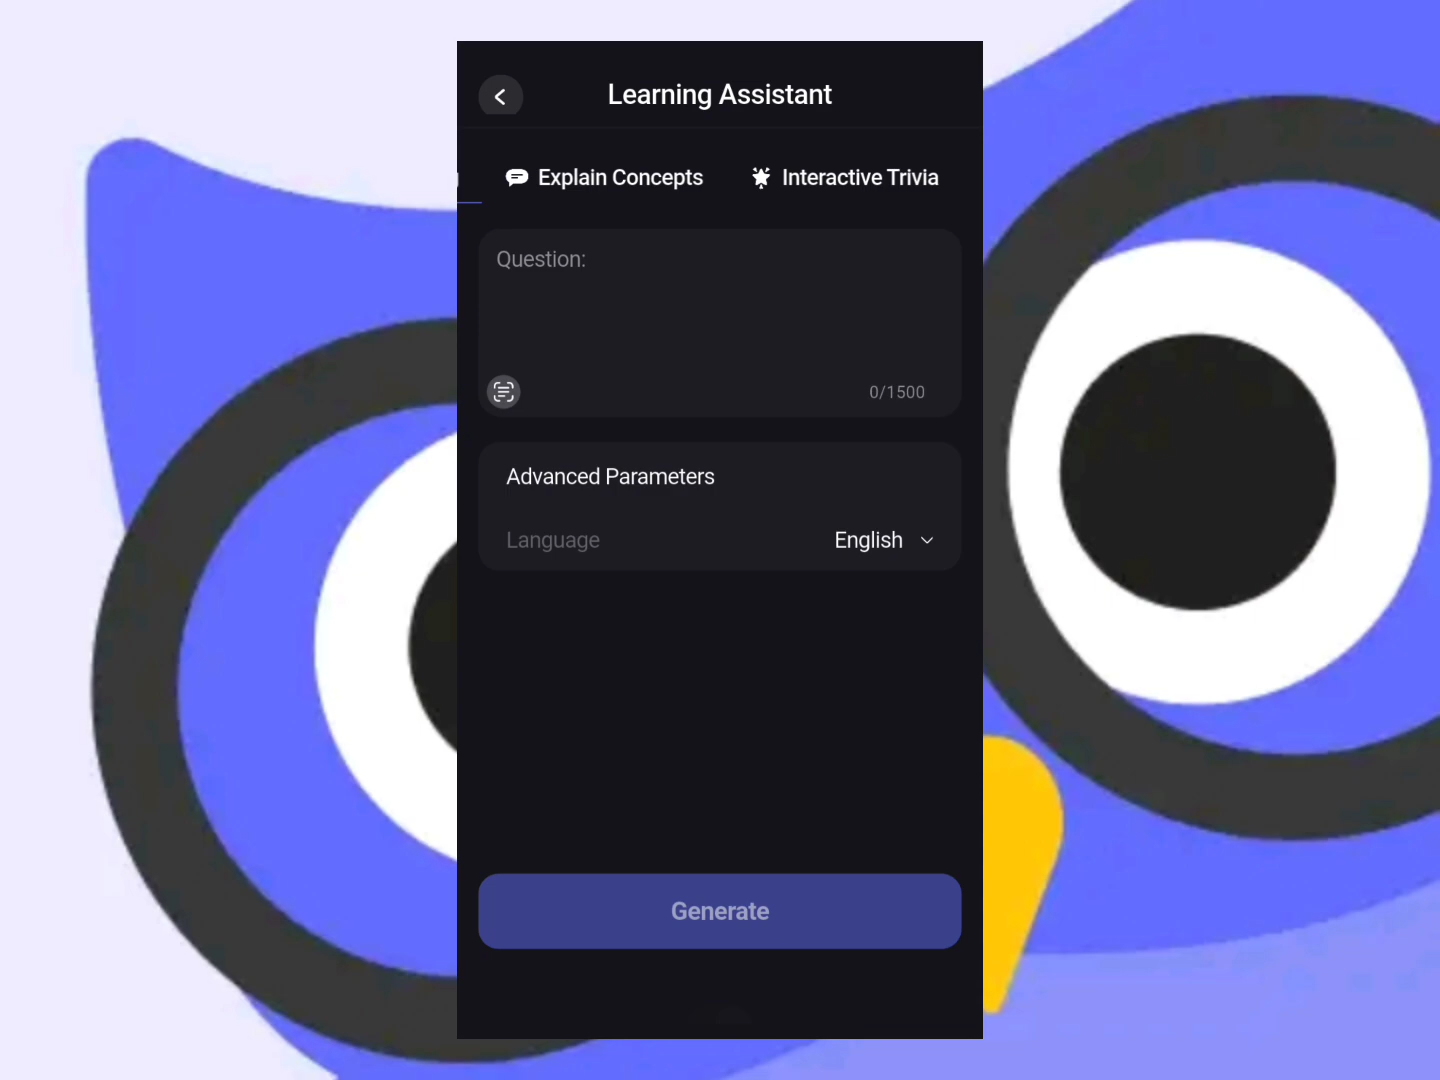 Learning Assistant
Explain Concepts
Interactive Trivia
Question:
0/1500
Advanced Parameters
Language
English
Generate